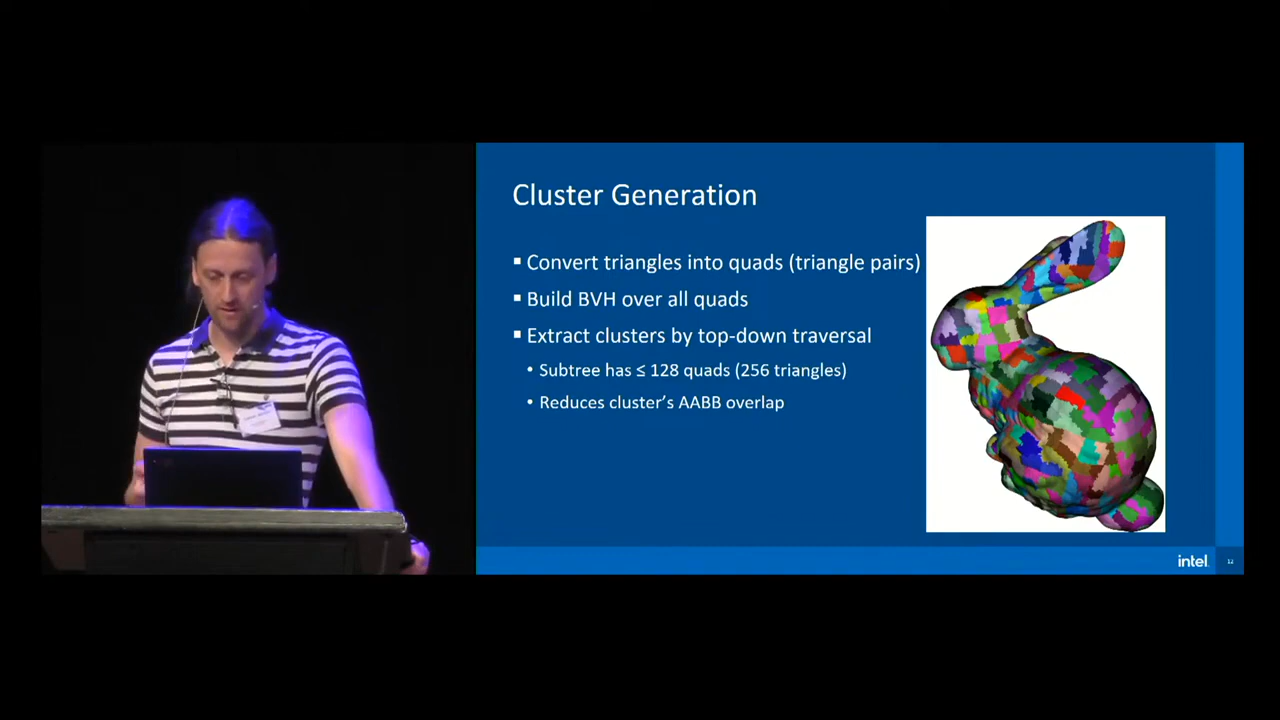 Cluster Generation
▪ Convert triangles into quads (triangle pairs)
▪ Build BVH over all quads
▪ Extract clusters by top-down traversal
• Subtree has ≤ 128 quads (256 triangles)
• Reduces cluster’s AABB overlap
intel
12